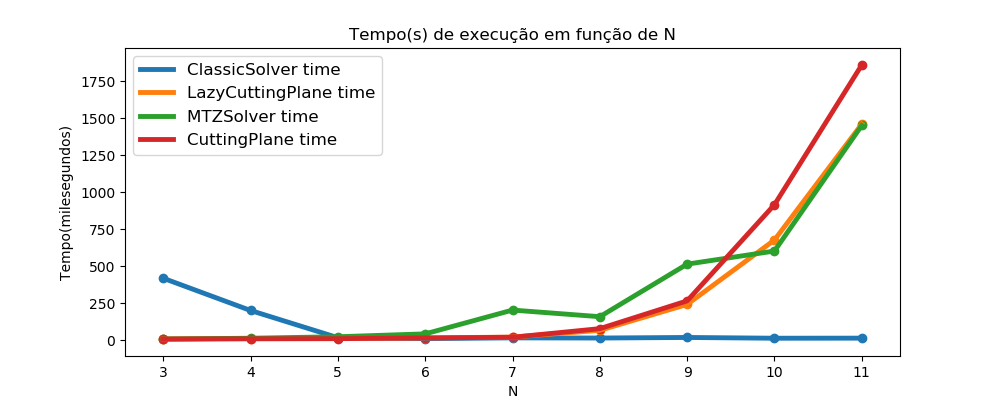 Tempo(s) de execução em função de N
ClassicSolver time
LazyCuttingPlane time
MTZSolver time
CuttingPlane time
Tempo(milesegundos)
1750
1500
1250
1000
750
500
250
0
3 4 5 6 7 8 9 10 11
N